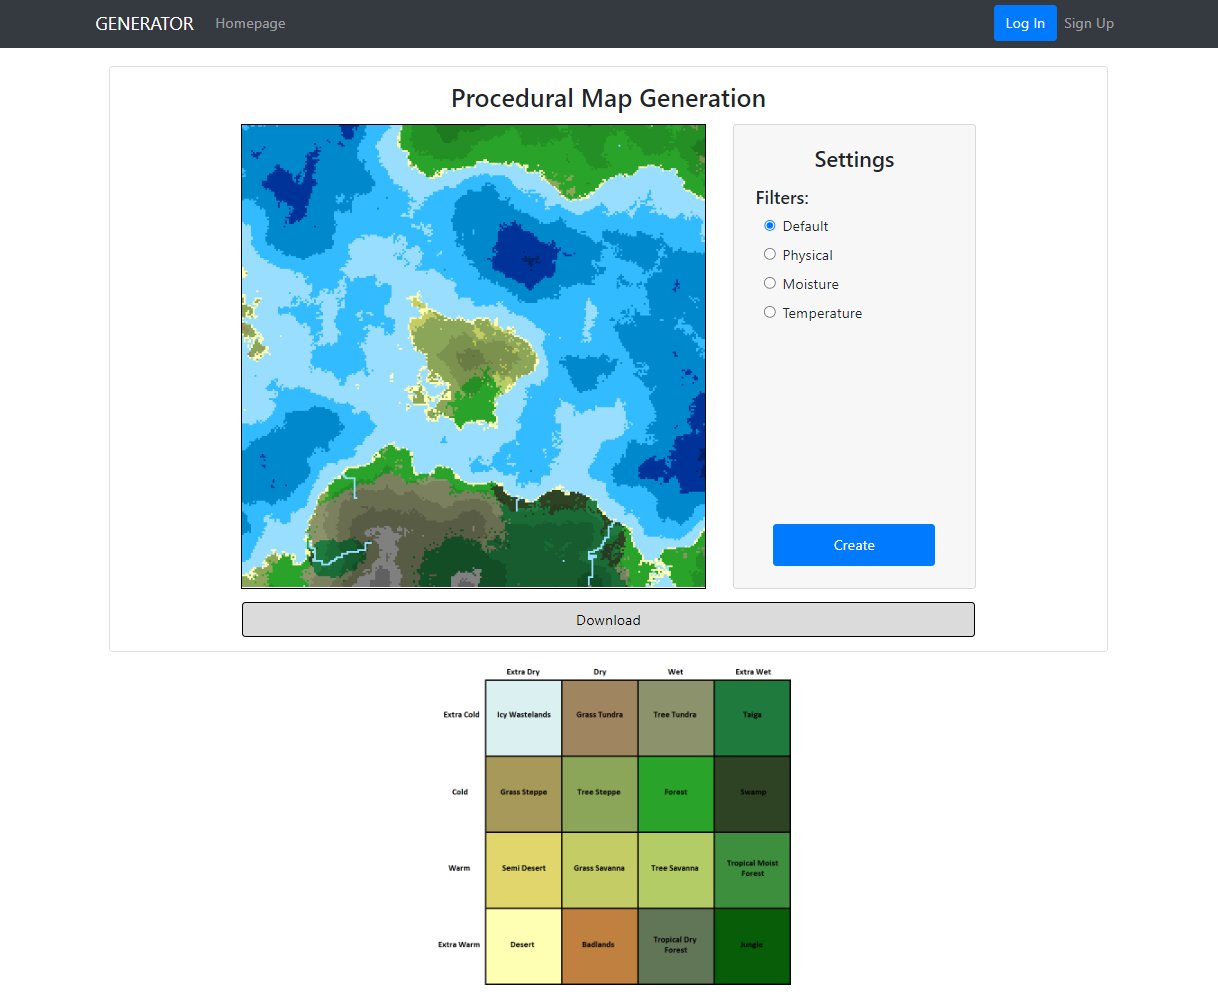 GENERATOR Homepage Log In Sign Up
Procedural Map Generation
Settings
Filters:
Default
Physical
Moisture
Temperature
Create
Download
Extra Dry Dry Wet Extra Wet
Extra Cold Icy Wastelands Grass Tundra Tree Tundra Taiga
Cold Grass Steppe Tree Steppe Forest Swamp
Warm Semi Desert Grass Savanna Tree Savanna Tropical Moist
Forest
Extra Warm Desert Badlands Tropical Dry Jungle
Forest